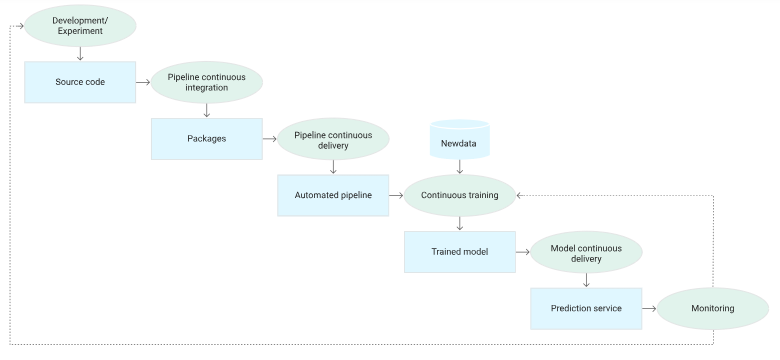 Development/
Experiment
Source code
Pipeline continuous
integration
Packages
Pipeline continuous
delivery
Newdata
Automated pipeline
Continuous training
Trained model
Model continuous
delivery
Prediction service
Monitoring